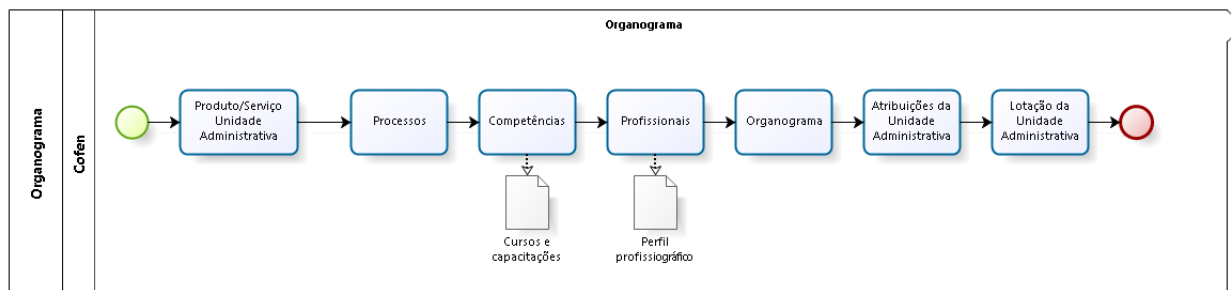 Organograma
Organograma
Cofen
Produto/Serviço
Unidade
Administrativa
Processos
Competências
Profissionais
Organograma
Atribuições da
Unidade
Administrativa
Lotação da
Unidade
Administrativa
Cursos e
capacitações
Perfil
profissiográfico